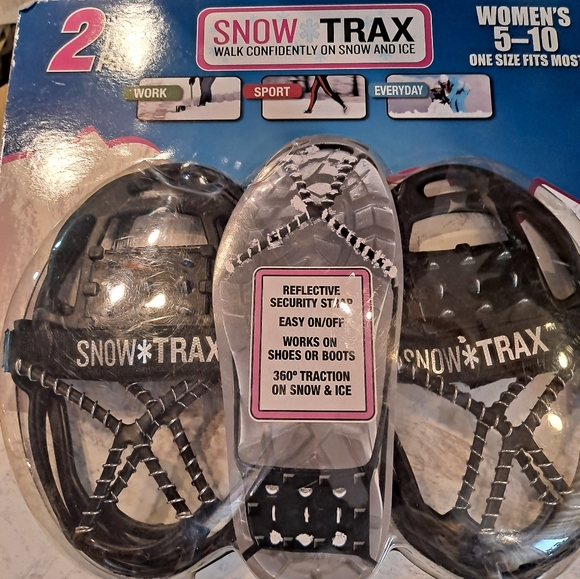 2
SNOW*TRAX
WALK CONFIDENTLY ON SNOW AND ICE
WOMEN'S
5-10
ONE SIZE FITS MOST
WORK
SPORT
EVERYDAY
REFLECTIVE
SECURITY STRAP
EASY ON/OFF
WORKS ON
SHOES OR BOOTS
360° TRACTION
ON SNOW & ICE
SNOW*TRAX
SNOW*TRAX